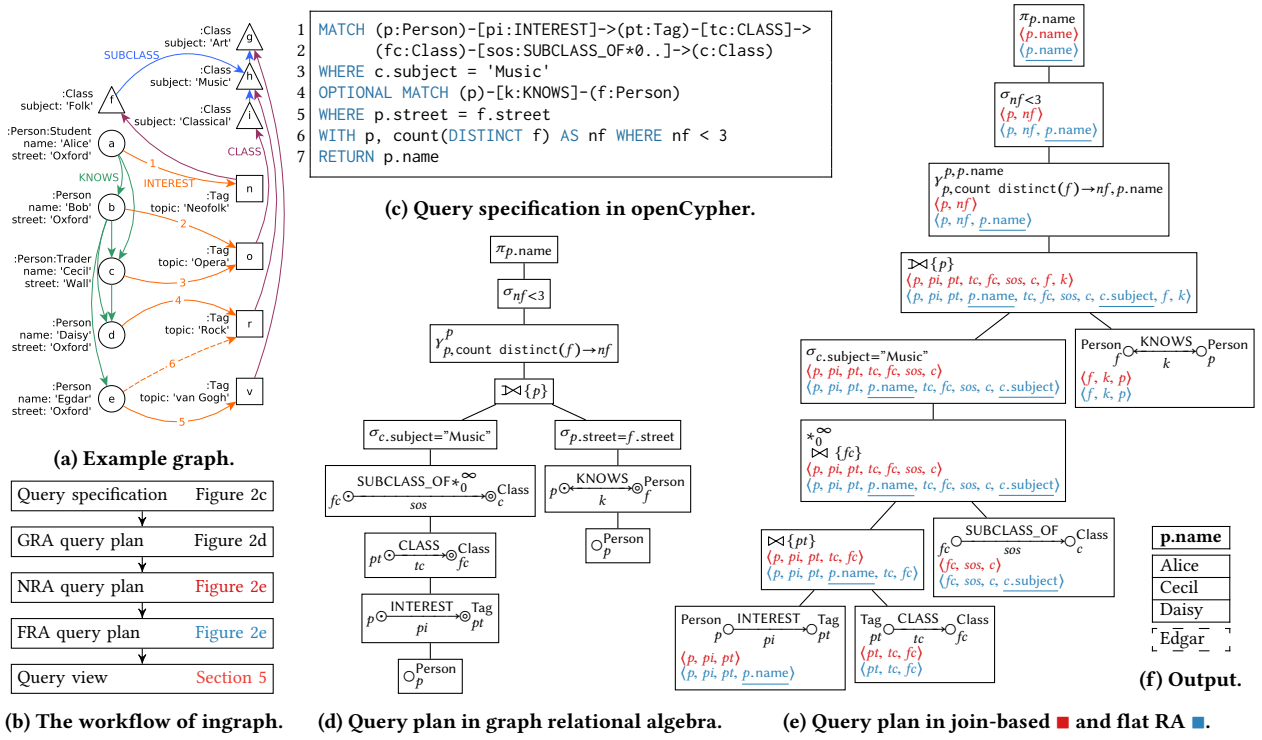 :Class
subject: 'Art'
g
SUBCLASS
:Class
subject: 'Music'
h
:Class
subject: 'Folk'
f
:Class
subject: 'Classical'
i
:Person:Student
name: 'Alice'
street: 'Oxford'
a
CLASS
1
KNOWS
INTEREST
n
:Tag
topic: 'Neofolk'
:Person
name: 'Bob'
street: 'Oxford'
b
2
:Tag
topic: 'Opera'
o
:Person:Trader
name: 'Cecil'
street: 'Wall'
c
3
4
:Person
name: 'Daisy'
street: 'Oxford'
d
:Tag
topic: 'Rock'
r
6
:Person
name: 'Egdar'
street: 'Oxford'
e
:Tag
topic: 'van Gogh'
v
5
(a) Example graph.
Query specification Figure 2c
GRA query plan Figure 2d
NRA query plan Figure 2e
FRA query plan Figure 2e
Query view Section 5
(b) The workflow of ingraph.
1 MATCH (p:Person)-[pi:INTEREST]->(pt:Tag)-[tc:CLASS]->
2 (fc:Class)-[sos:SUBCLASS_OF*0..]->(c:Class)
3 WHERE c.subject = 'Music'
4 OPTIONAL MATCH (p)-[k:KNOWS]-(f:Person)
5 WHERE p.street = f.street
6 WITH p, count(DISTINCT f) AS nf WHERE nf < 3
7 RETURN p.name
(c) Query specification in openCypher.
π p.name
σ nf<3
γ p p,count distinct(f)→nf
⟕{p}
σ c.subject="Music"
σ p.street=f.street
SUBCLASS_OF*0 ∞
fc sos Class c
KNOWS
p k Person f
CLASS
pt tc Class fc
Person p
INTEREST
p pi Tag pt
Person p
(d) Query plan in graph relational algebra.
π p.name
⟨p.name⟩
⟨p.name⟩
σ nf<3
⟨p, nf⟩
⟨p, nf, p.name⟩
γ p,p.name p,count distinct(f)→nf,p.name
⟨p, nf⟩
⟨p, nf, p.name⟩
⟕{p}
⟨p, pi, pt, tc, fc, sos, c, f, k⟩
⟨p, pi, pt, p.name, tc, fc, sos, c, c.subject, f, k⟩
σ c.subject="Music"
⟨p, pi, pt, tc, fc, sos, c⟩
⟨p, pi, pt, p.name, tc, fc, sos, c, c.subject⟩
Person KNOWS Person
f k p
⟨f, k, p⟩
⟨f, k, p⟩
*0 ∞
⋈ {fc}
⟨p, pi, pt, tc, fc, sos, c⟩
⟨p, pi, pt, p.name, tc, fc, sos, c, c.subject⟩
⋈{pt}
⟨p, pi, pt, tc, fc⟩
⟨p, pi, pt, p.name, tc, fc⟩
SUBCLASS_OF
fc sos Class c
⟨fc, sos, c⟩
⟨fc, sos, c, c.subject⟩
Person INTEREST Tag
p pi pt
⟨p, pi, pt⟩
⟨p, pi, pt, p.name⟩
Tag CLASS Class
pt tc fc
⟨pt, tc, fc⟩
⟨pt, tc, fc⟩
(e) Query plan in join-based ■ and flat RA ■.
p.name
Alice
Cecil
Daisy
Edgar
(f) Output.